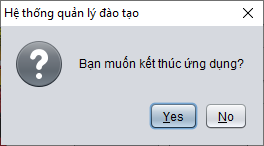 Hệ thống quản lý đào tạo
Bạn muốn kết thúc ứng dụng?
Yes No